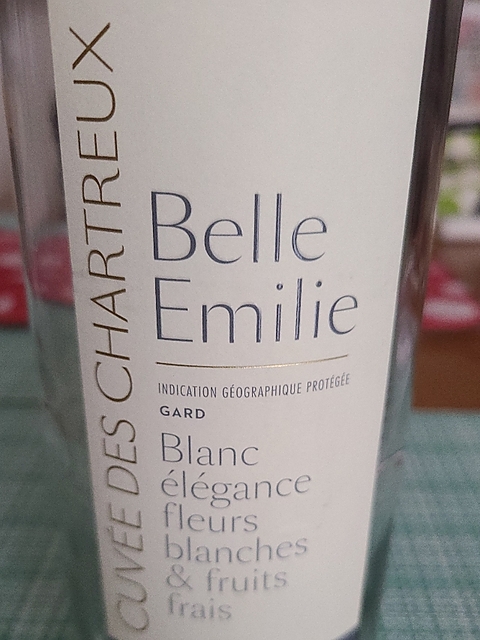 CUVÉE DES CHARTREUX
Belle
Emilie
INDICATION GÉOGRAPHIQUE PROTÉGÉE
GARD
Blanc
élégance
fleurs
blanches
& fruits
frais